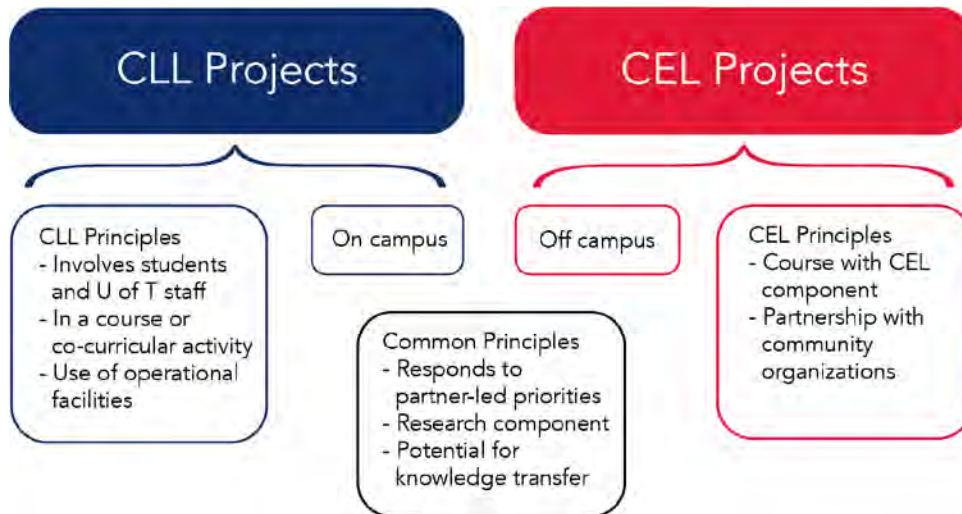 CLL Projects
CEL Projects
CLL Principles
- Involves students
and U of T staff
- In a course or
co-curricular activity
- Use of operational
facilities
On campus
Off campus
CEL Principles
- Course with CEL
component
- Partnership with
community
organizations
Common Principles
- Responds to
partner-led priorities
- Research component
- Potential for
knowledge transfer